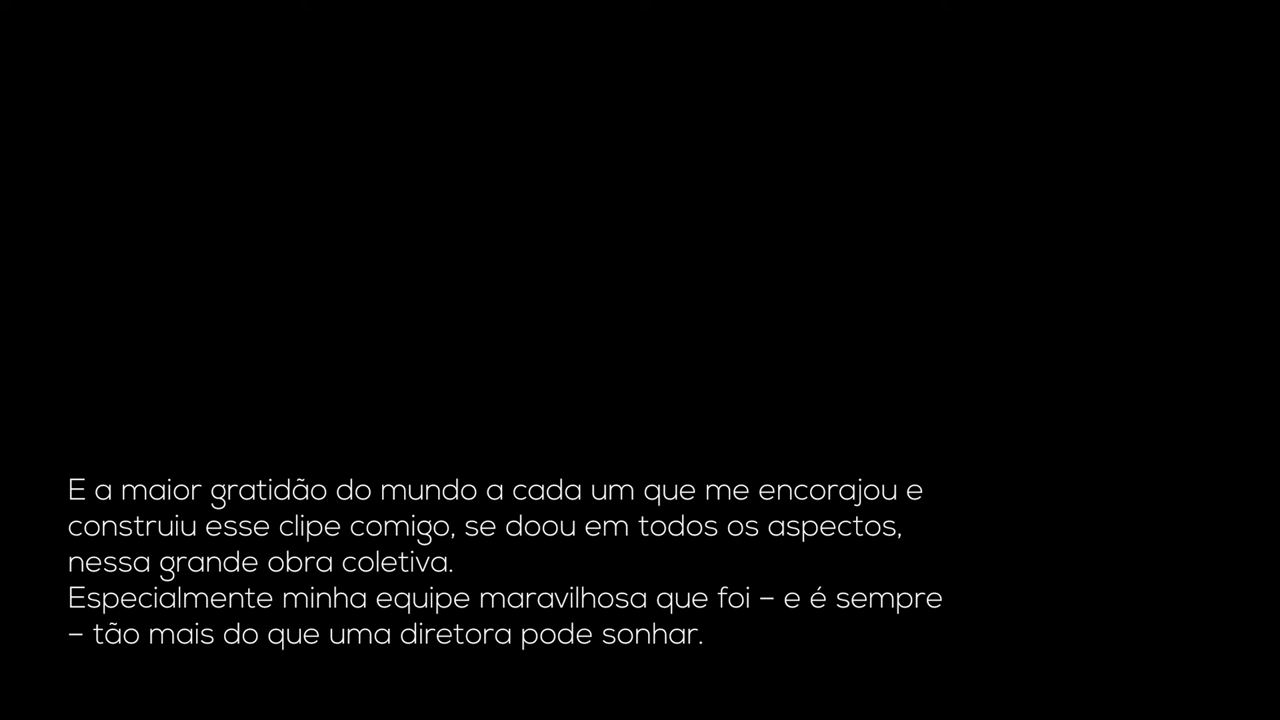 E a maior gratidão do mundo a cada um que me encorajou e
construiu esse clipe comigo, se doou em todos os aspectos,
nessa grande obra coletiva.
Especialmente minha equipe maravilhosa que foi – e é sempre
– tão mais do que uma diretora pode sonhar.